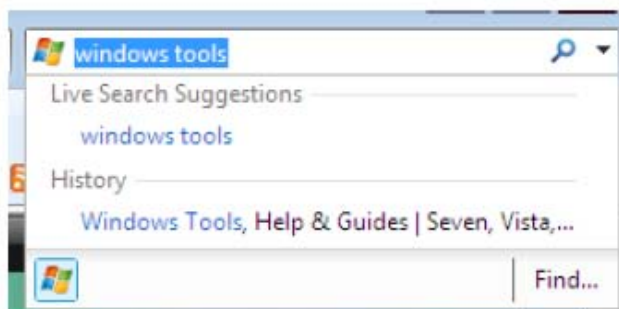 windows tools
Live Search Suggestions
windows tools
History
Windows Tools, Help & Guides | Seven, Vista,...
Find...